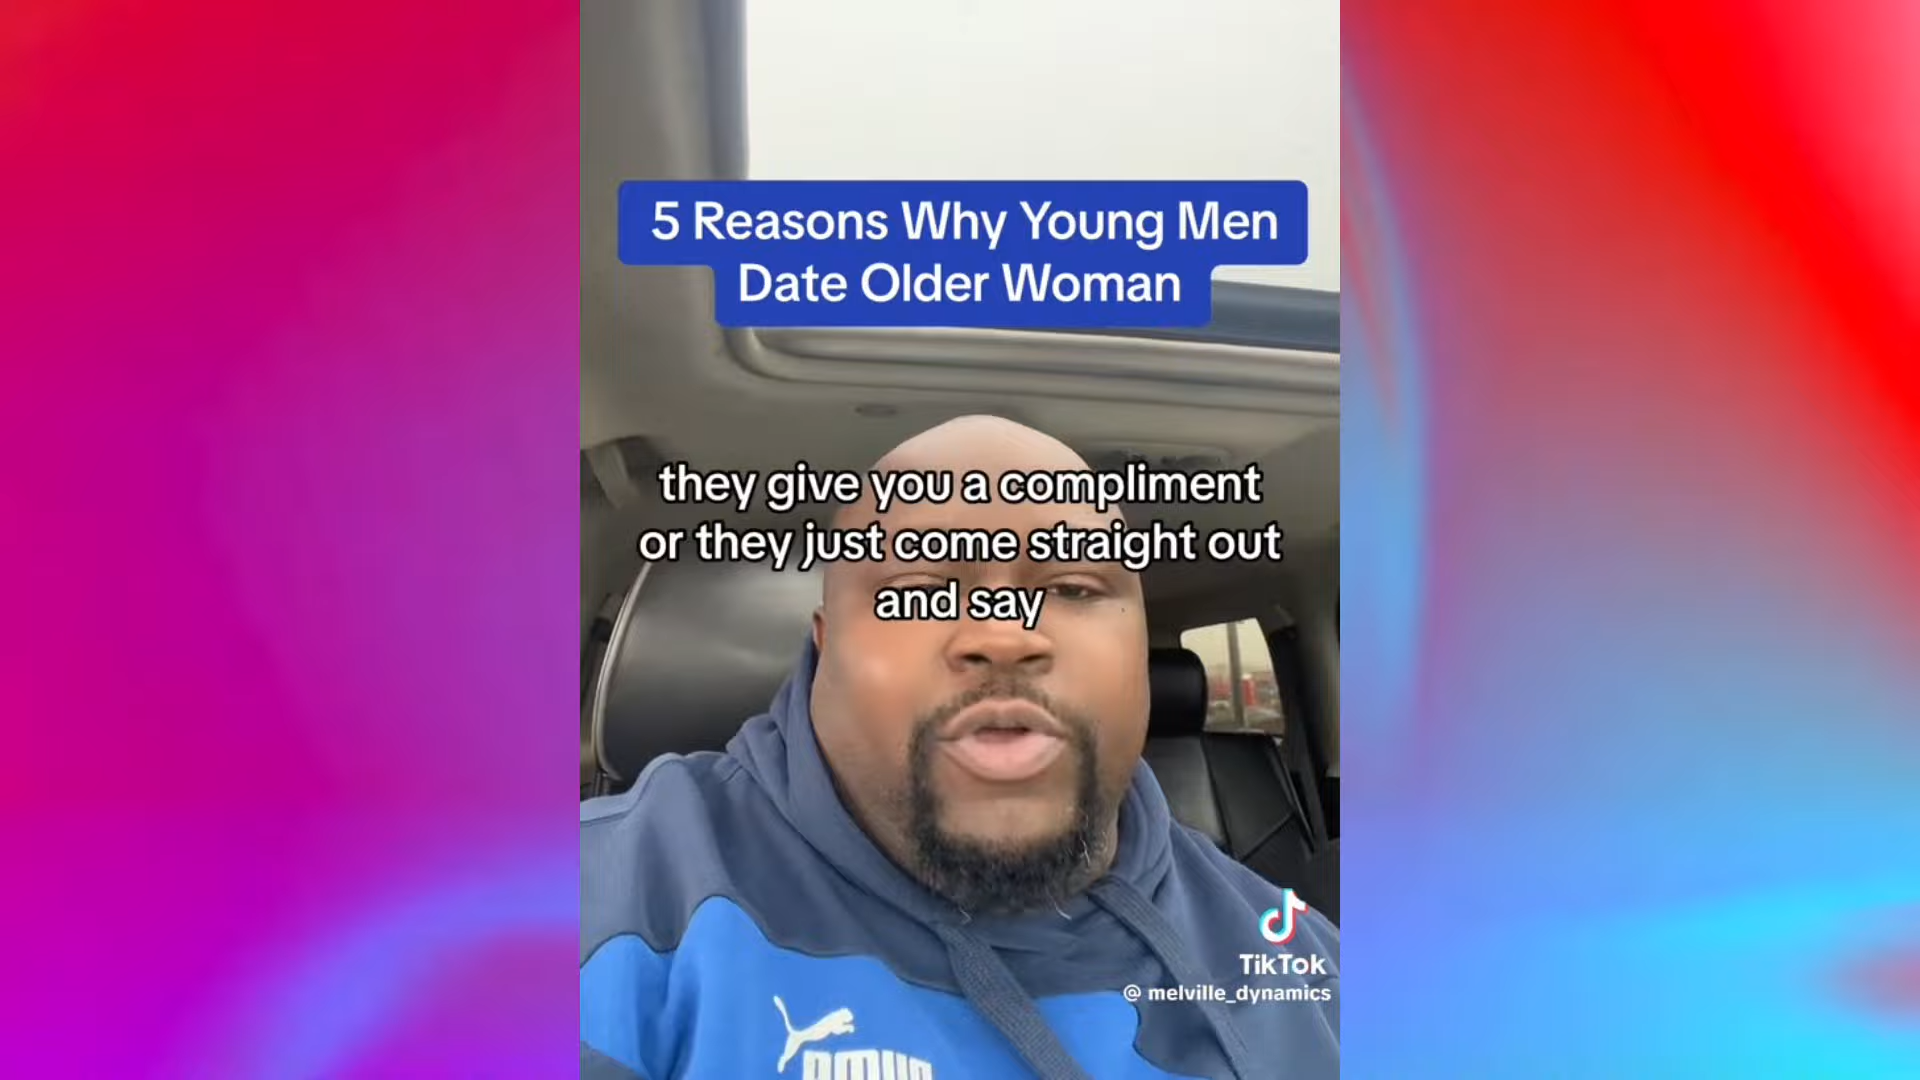 5 Reasons Why Young Men
Date Older Woman
they give you a compliment
or they just come straight out
and say
TikTok
@ melville_dynamics
PUMA